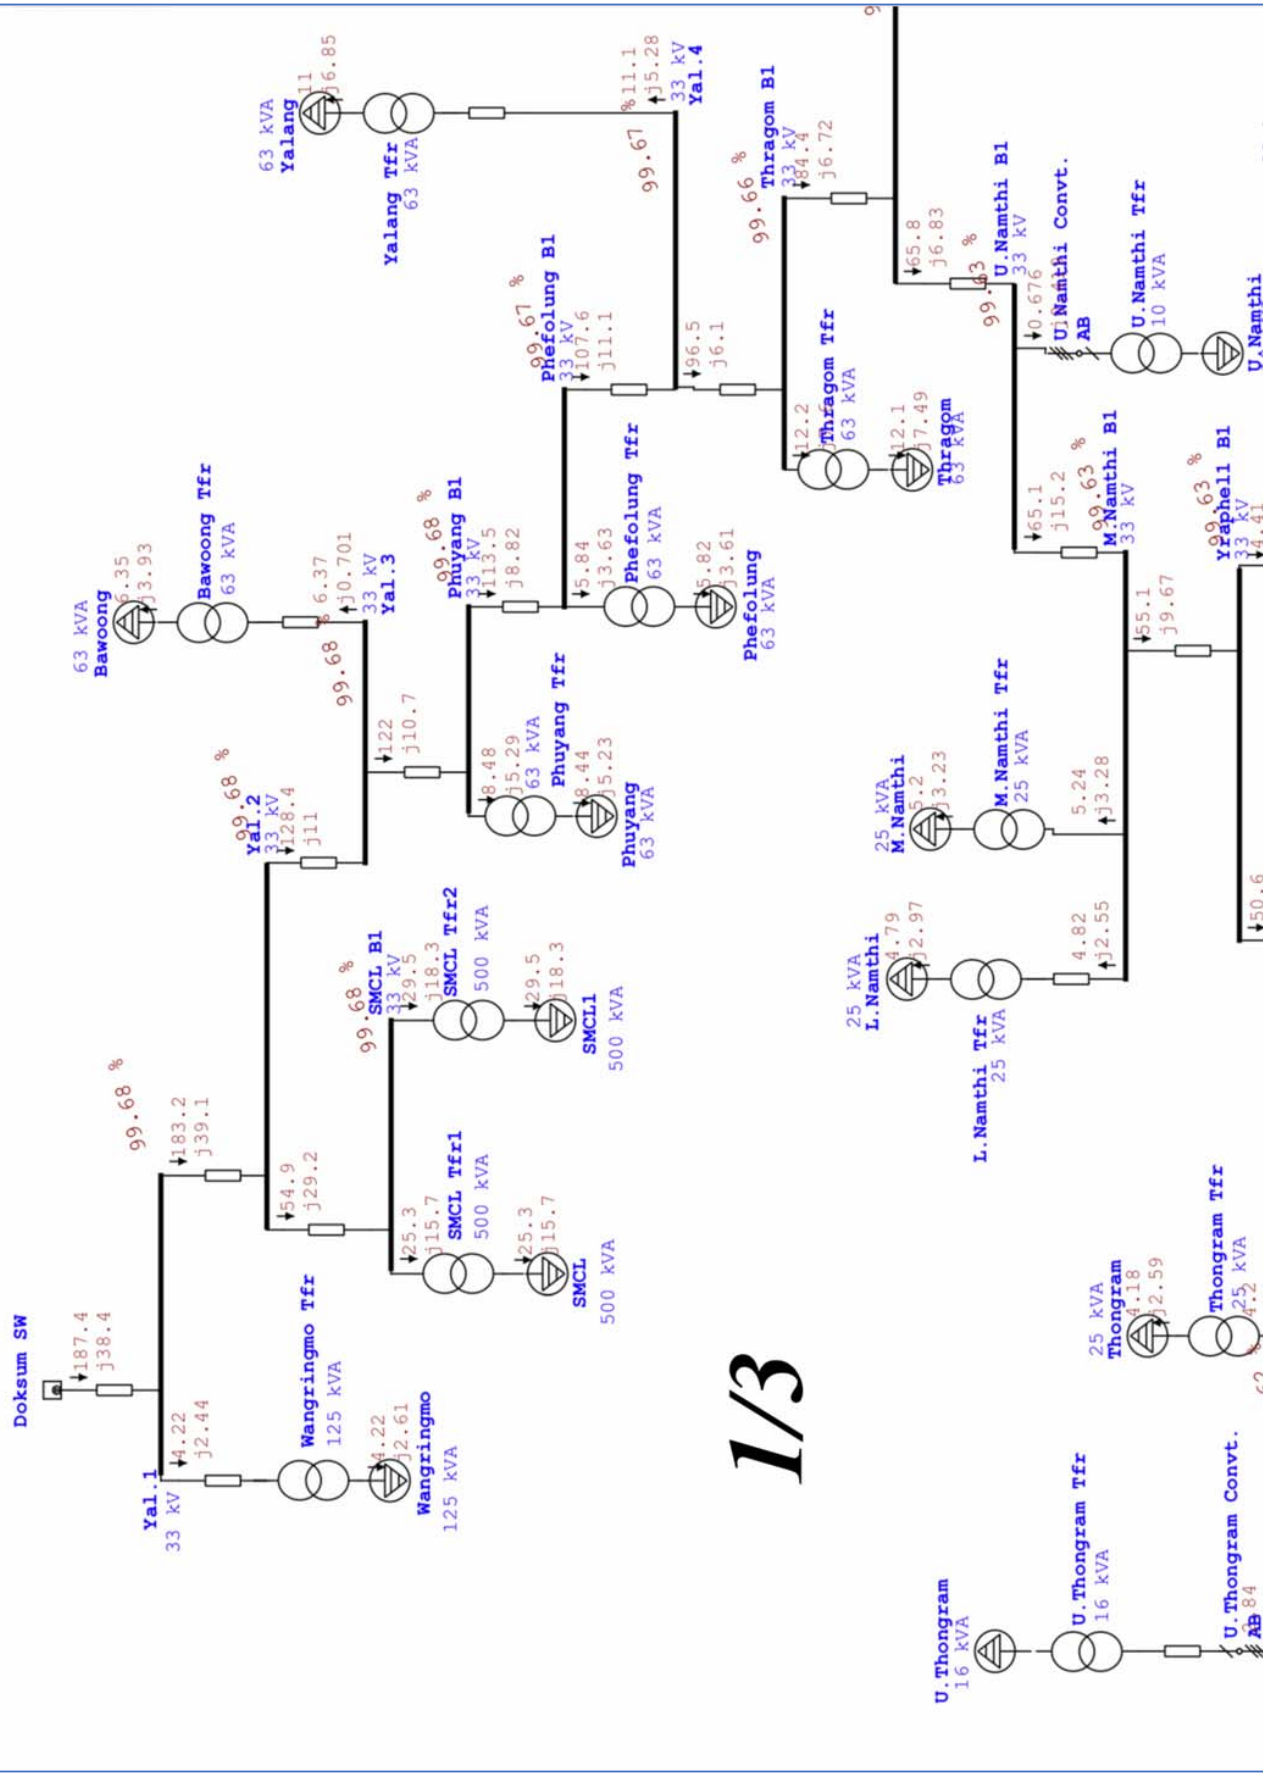 Doksum SW
187.4
j38.4
Yal.1
33 kV
99.68 %
4.22
j2.44
Wangringmo Tfr
125 kVA
4.22
j2.61
Wangringmo
125 kVA
183.2
j39.1
Yal.2
33 kV
99.68 %
54.9
j29.2
SMCL B1
33 kV
99.68 %
25.3
j15.7
SMCL Tfr1
500 kVA
25.3
j15.7
SMCL
500 kVA
29.5
j18.3
SMCL Tfr2
500 kVA
29.5
j18.3
SMCL1
500 kVA
128.4
j11
63 kVA
Bawoong
6.35
j3.93
Bawoong Tfr
63 kVA
6.37
j0.701
33 kV
Yal.3
99.68 %
122
j10.7
Phuyang B1
33 kV
99.68 %
8.48
j5.29
63 kVA
Phuyang Tfr
8.44
j5.23
Phuyang
63 kVA
113.5
j8.82
Phefolung B1
33 kV
99.67 %
5.84
j3.63
Phefolung Tfr
63 kVA
5.82
j3.61
Phefolung
63 kVA
107.6
j11.1
63 kVA
Yalang
11
j6.85
Yalang Tfr
63 kVA
11.1
j5.28
33 kV
Yal.4
99.67 %
96.5
j6.1
Thragom B1
33 kV
99.66 %
12.2
Thragom Tfr
63 kVA
12.1
j7.49
Thragom
63 kVA
84.4
j6.72
65.8
j6.83
U.Namthi B1
33 kV
99.63 %
0.676
U.Namthi Convt.
AB
U.Namthi Tfr
10 kVA
U.Namthi
65.1
j15.2
M.Namthi B1
33 kV
99.63 %
25 kVA
M.Namthi
5.2
j3.23
M.Namthi Tfr
25 kVA
5.24
j3.28
25 kVA
L.Namthi
4.79
j2.97
L.Namthi Tfr
25 kVA
4.82
j2.55
55.1
j9.67
Yraphell B1
33 kV
99.63 %
4.41
50.6
1/3
25 kVA
Thongram
4.18
j2.59
Thongram Tfr
25 kVA
4.2
U.Thongram
16 kVA
U.Thongram Tfr
16 kVA
U.Thongram Convt.
AB